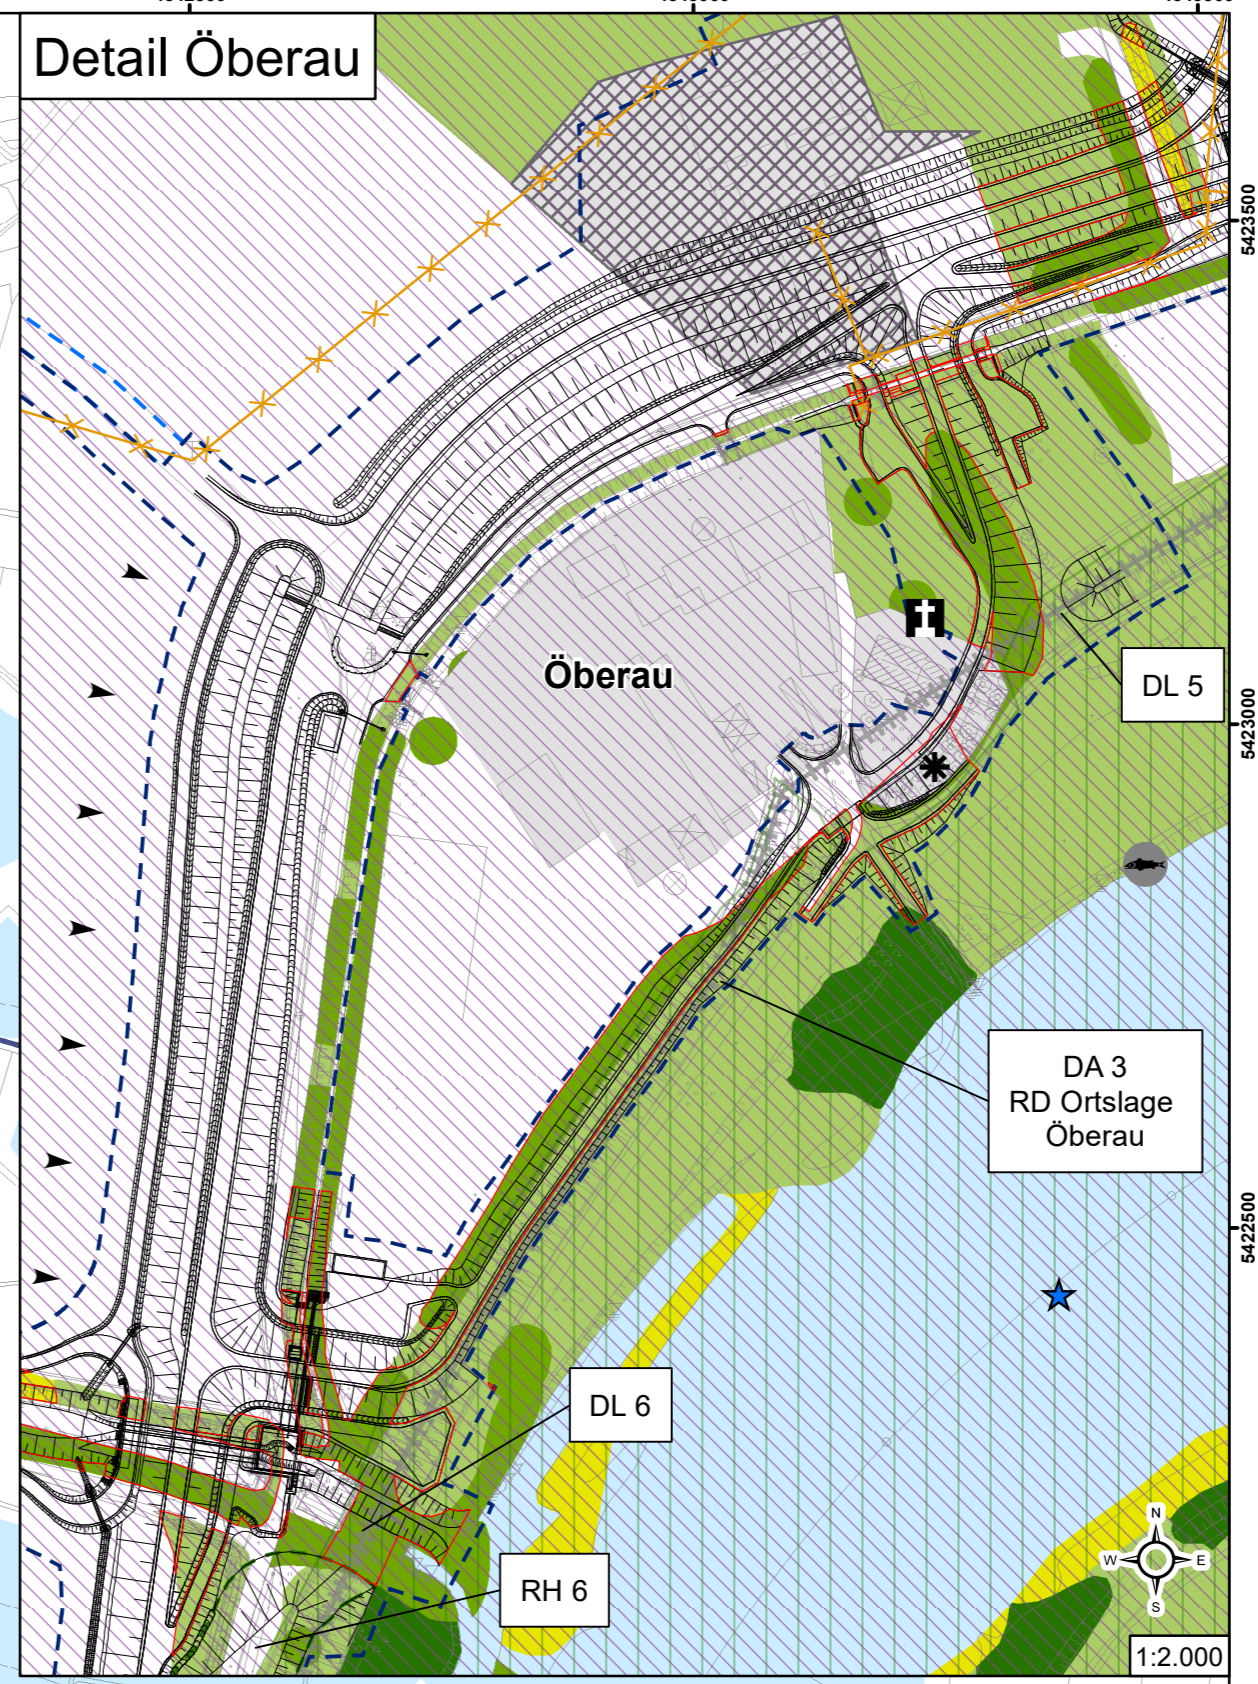 Detail Öberau
5423500
Öberau
DL 5
5423000
DA 3
RD Ortslage
Öberau
5422500
DL 6
RH 6
N
W
E
S
1:2.000